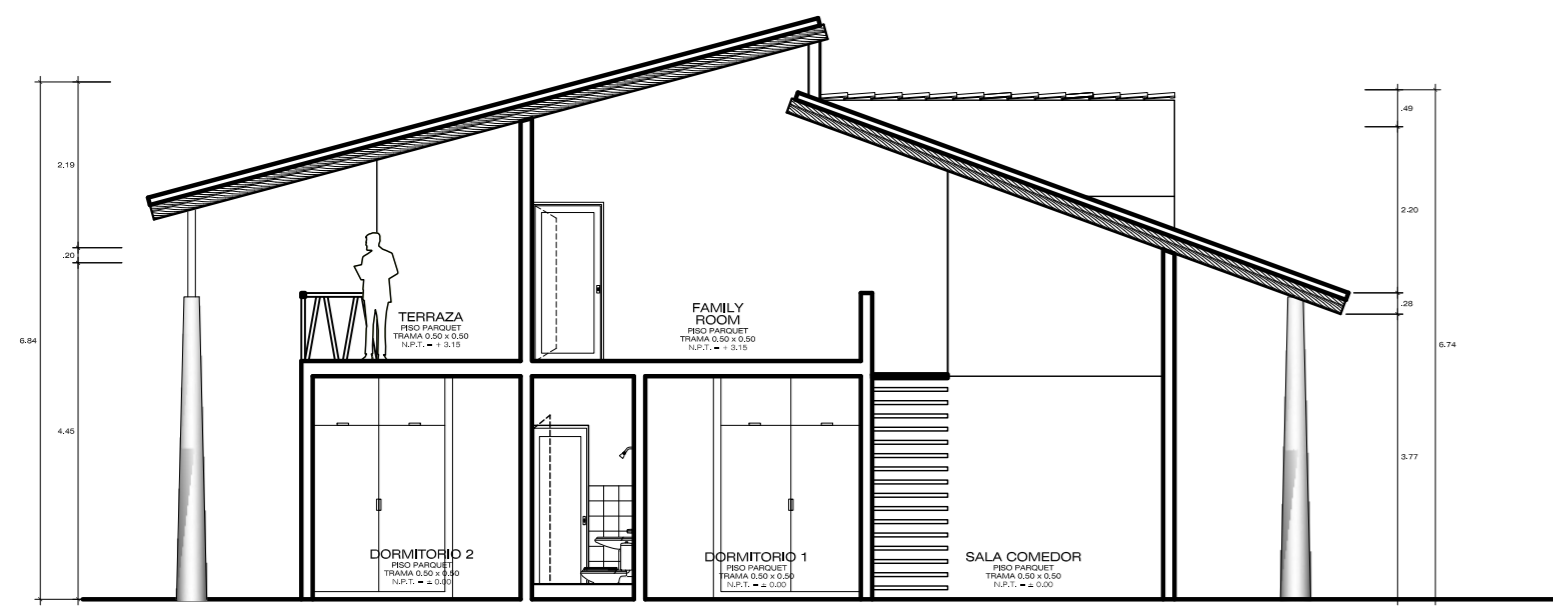 .49
2.19
2.20
.20
.28
TERRAZA
PISO PARQUET
TRAMA 0.50 x 0.50
N.P.T. = + 3.15
FAMILY
ROOM
PISO PARQUET
TRAMA 0.50 x 0.50
N.P.T. = + 3.15
6.84
6.74
4.45
3.77
DORMITORIO 2
PISO PARQUET
TRAMA 0.50 x 0.50
N.P.T. = ± 0.00
DORMITORIO 1
PISO PARQUET
TRAMA 0.50 x 0.50
N.P.T. = ± 0.00
SALA COMEDOR
PISO PARQUET
TRAMA 0.50 x 0.50
N.P.T. = ± 0.00